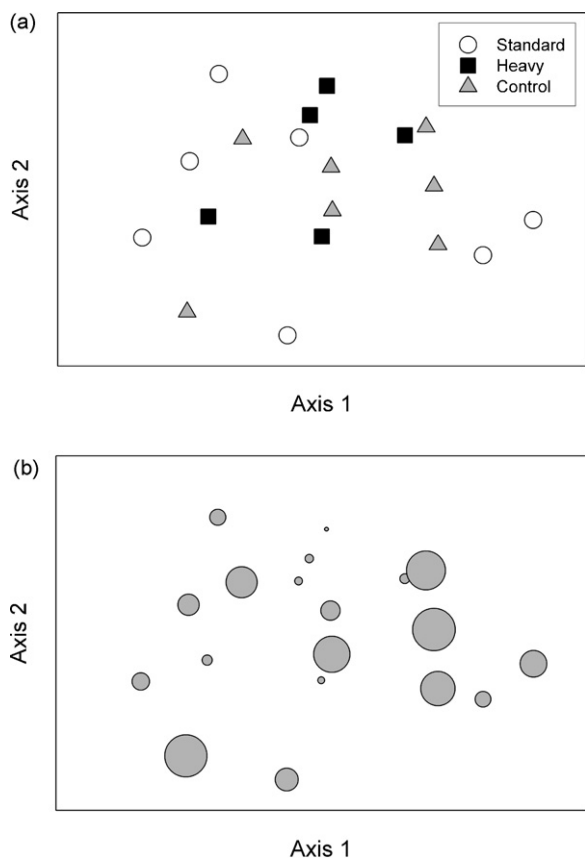 (a)
Standard
Heavy
Control
Axis 2
Axis 1
(b)
Axis 2
Axis 1